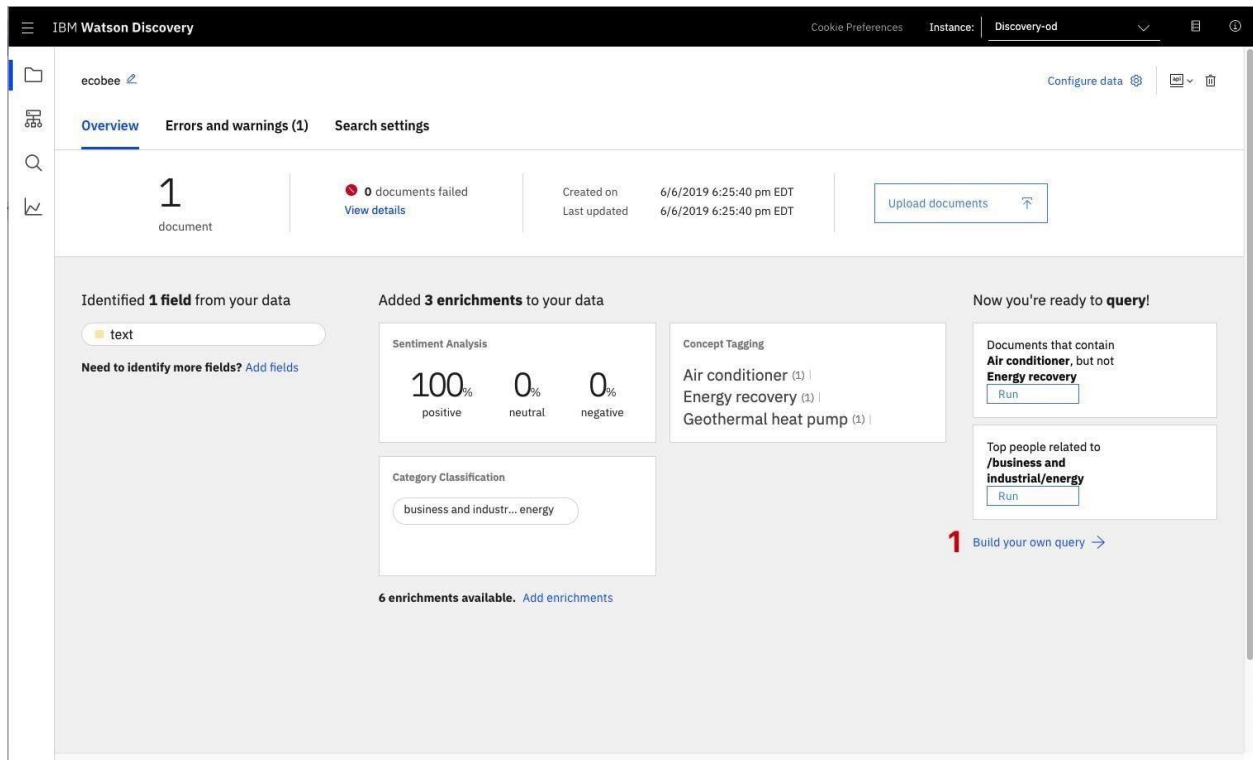 IBM Watson Discovery
Cookie Preferences
Instance:
Discovery-od
ecobee
Configure data
api
Overview
Errors and warnings (1)
Search settings
1
document
0 documents failed
View details
Created on 6/6/2019 6:25:40 pm EDT
Last updated 6/6/2019 6:25:40 pm EDT
Upload documents
Identified 1 field from your data
text
Need to identify more fields? Add fields
Added 3 enrichments to your data
Sentiment Analysis
100% 0% 0%
positive neutral negative
Concept Tagging
Air conditioner (1)
Energy recovery (1)
Geothermal heat pump (1)
Category Classification
business and industr... energy
6 enrichments available. Add enrichments
Now you're ready to query!
Documents that contain
Air conditioner, but not
Energy recovery
Run
Top people related to
/business and
industrial/energy
Run
1 Build your own query